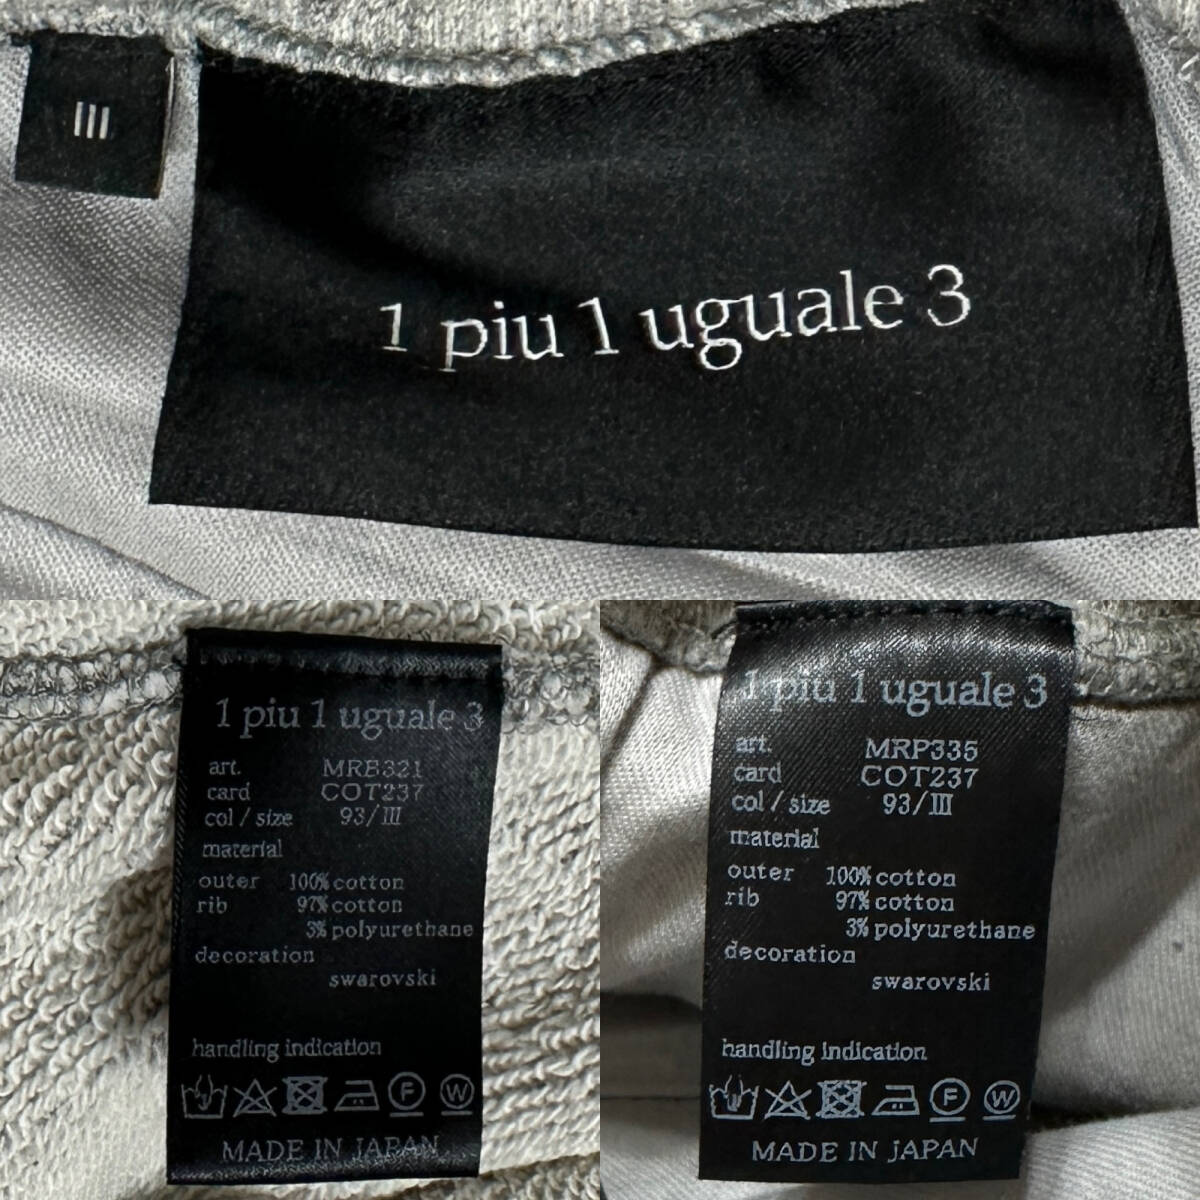 III
1 piu 1 uguale 3
1 piu 1 uguale 3
art. MRB321
card COT237
col / size 93/III
material
outer 100% cotton
rib 97% cotton
3% polyurethane
decoration
swarovski
handling indication
F W
MADE IN JAPAN
1 piu 1 uguale 3
art. MRP335
card COT237
col / size 93/III
material
outer 100% cotton
rib 97% cotton
3% polyurethane
decoration
swarovski
handling indication
F W
MADE IN JAPAN